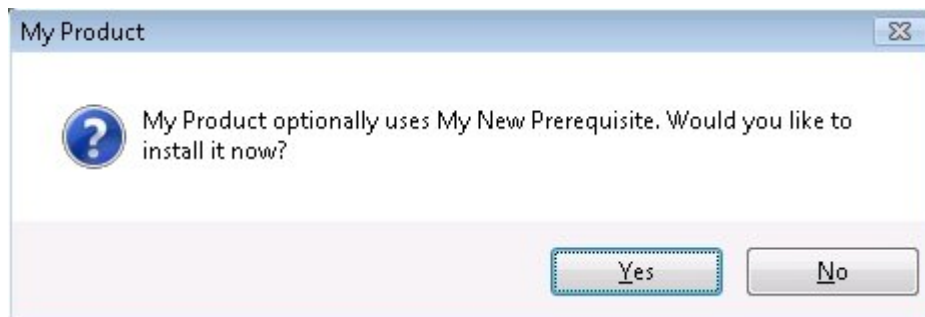 My Product
My Product optionally uses My New Prerequisite. Would you like to
install it now?
Yes
No